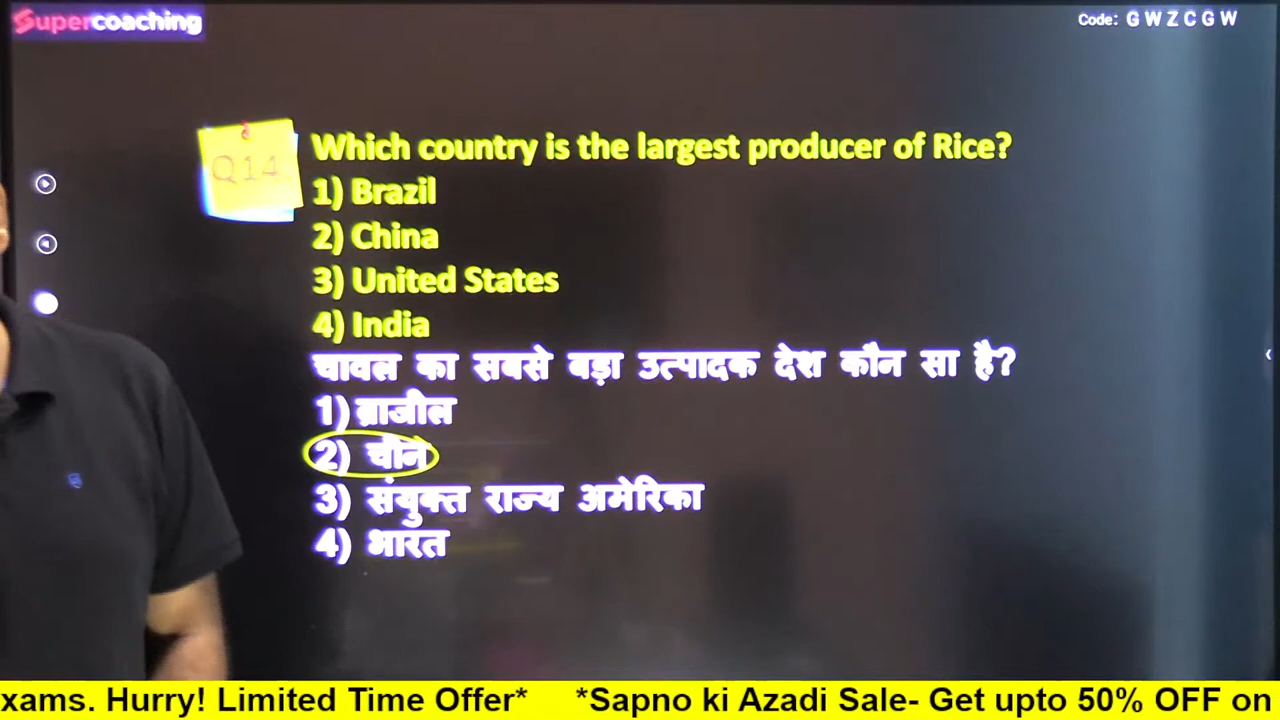 Supercoaching
Code: G W Z C G W
Q14
Which country is the largest producer of Rice?
1) Brazil
2) China
3) United States
4) India
चावल का सबसे बड़ा उत्पादक देश कौन सा है?
1) ब्राजील
2) चीन
3) संयुक्त राज्य अमेरिका
4) भारत
xams. Hurry! Limited Time Offer* *Sapno ki Azadi Sale- Get upto 50% OFF on